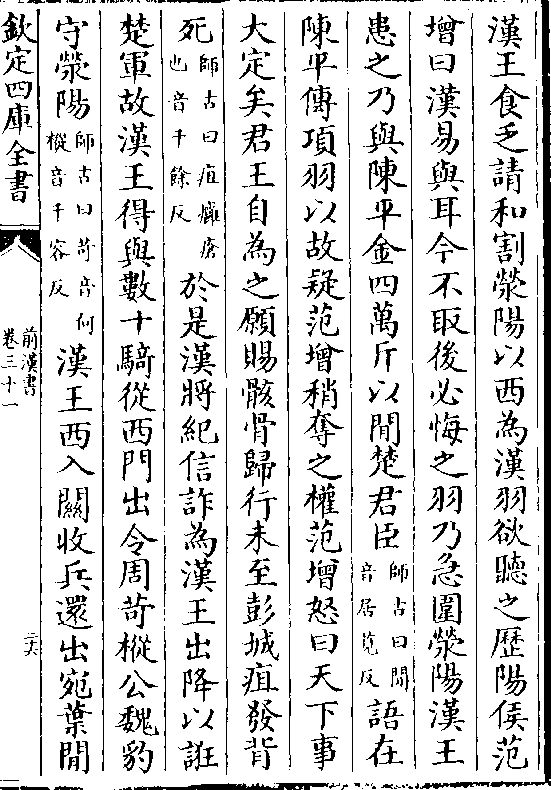 漢王食乏請和割滎陽以西為漢羽欲聽之歴陽侯范
增曰漢易與耳今不取後必悔之羽乃急圍滎陽漢王
患之乃與陳平金四萬斤以間楚君臣師古曰間音居莧反語在
陳平傳項羽以故疑范增稍奪之權范增怒曰天下事
大定矣君王自為之願賜骸骨歸行未至彭城疽發背
死師古曰疽癰瘡也音千餘反於是漢將紀信詐為漢王出降以誑
楚軍故漢王得與數十騎從西門出令周苛樅公魏豹
守滎陽師古曰苛音何樅音千容反漢王西入關收兵還出宛葉間
欽定四庫全書
前漢書
卷三十一
二六